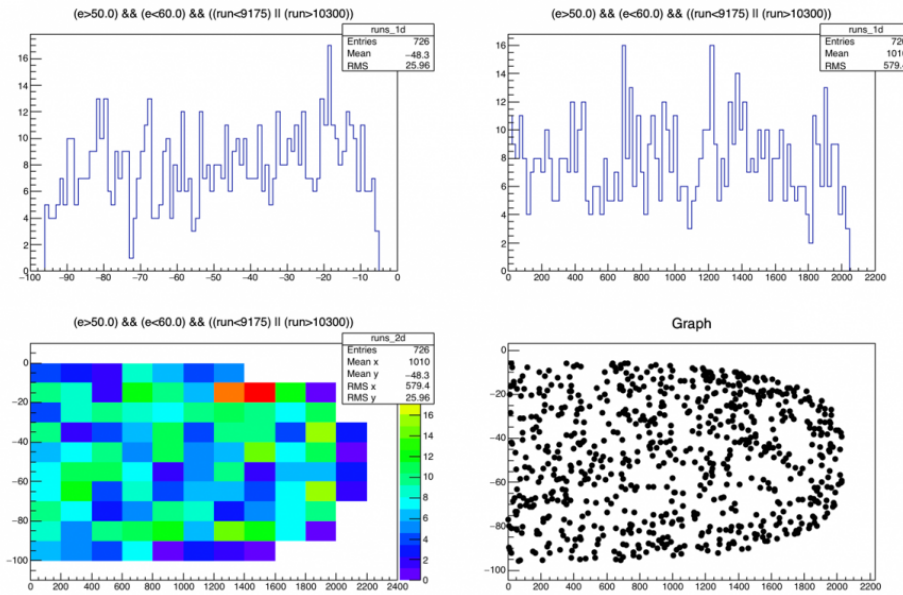 (e>50.0) && (e<60.0) && ((run<9175) || (run>10300))
runs_1d
Entries 726
Mean −48.3
RMS 25.96
16
14
12
10
8
6
4
2
0
−100 −90 −80 −70 −60 −50 −40 −30 −20 −10 0
(e>50.0) && (e<60.0) && ((run<9175) || (run>10300))
runs_1d
Entries 726
Mean 1010
RMS 579.4
16
14
12
10
8
6
4
2
0
0 200 400 600 800 1000 1200 1400 1600 1800 2000 2200
(e>50.0) && (e<60.0) && ((run<9175) || (run>10300))
runs_2d
Entries 726
Mean x 1010
Mean y −48.3
RMS x 579.4
RMS y 25.96
0
−20
−40
−60
−80
−100
0 200 400 600 800 1000 1200 1400 1600 1800 2000 2200
16
14
12
10
8
6
4
2
0
Graph
0
−20
−40
−60
−80
−100
0 200 400 600 800 1000 1200 1400 1600 1800 2000 2200